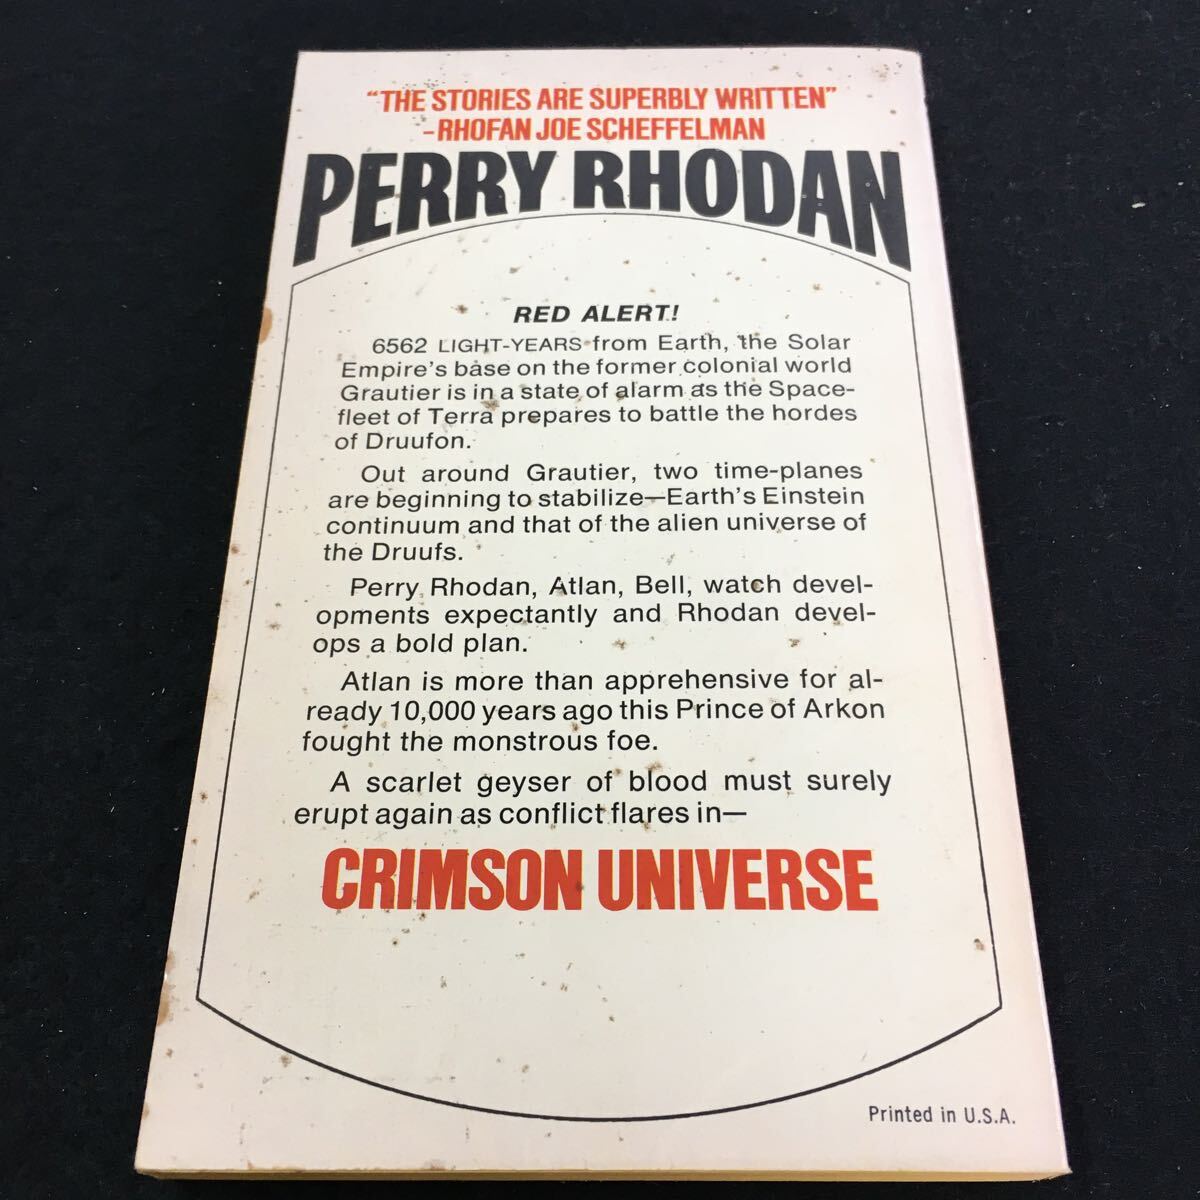 “THE STORIES ARE SUPERBLY WRITTEN”
–RHOFAN JOE SCHEFFELMAN
PERRY RHODAN
RED ALERT!
6562 LIGHT-YEARS from Earth, the Solar
Empire's base on the former colonial world
Grautier is in a state of alarm as the Space-
fleet of Terra prepares to battle the hordes
of Druufon.
Out around Grautier, two time-planes
are beginning to stabilize—Earth's Einstein
continuum and that of the alien universe of
the Druufs.
Perry Rhodan, Atlan, Bell, watch devel-
opments expectantly and Rhodan devel-
ops a bold plan.
Atlan is more than apprehensive for al-
ready 10,000 years ago this Prince of Arkon
fought the monstrous foe.
A scarlet geyser of blood must surely
erupt again as conflict flares in—
CRIMSON UNIVERSE
Printed in U.S.A.